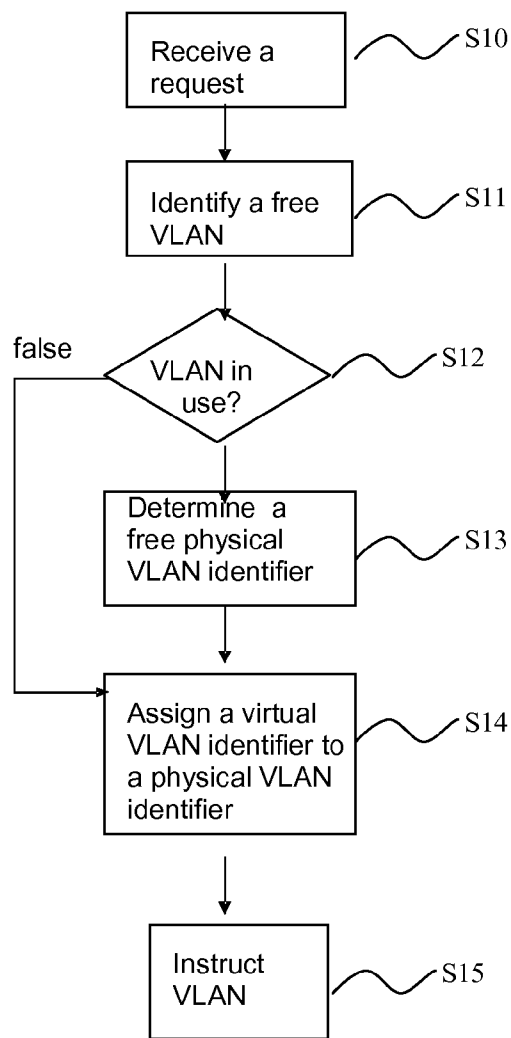 Receive a
request
S10
Identify a free
VLAN
S11
false
VLAN in
use?
S12
Determine a
free physical
VLAN identifier
S13
Assign a virtual
VLAN identifier to
a physical VLAN
identifier
S14
Instruct
VLAN
S15